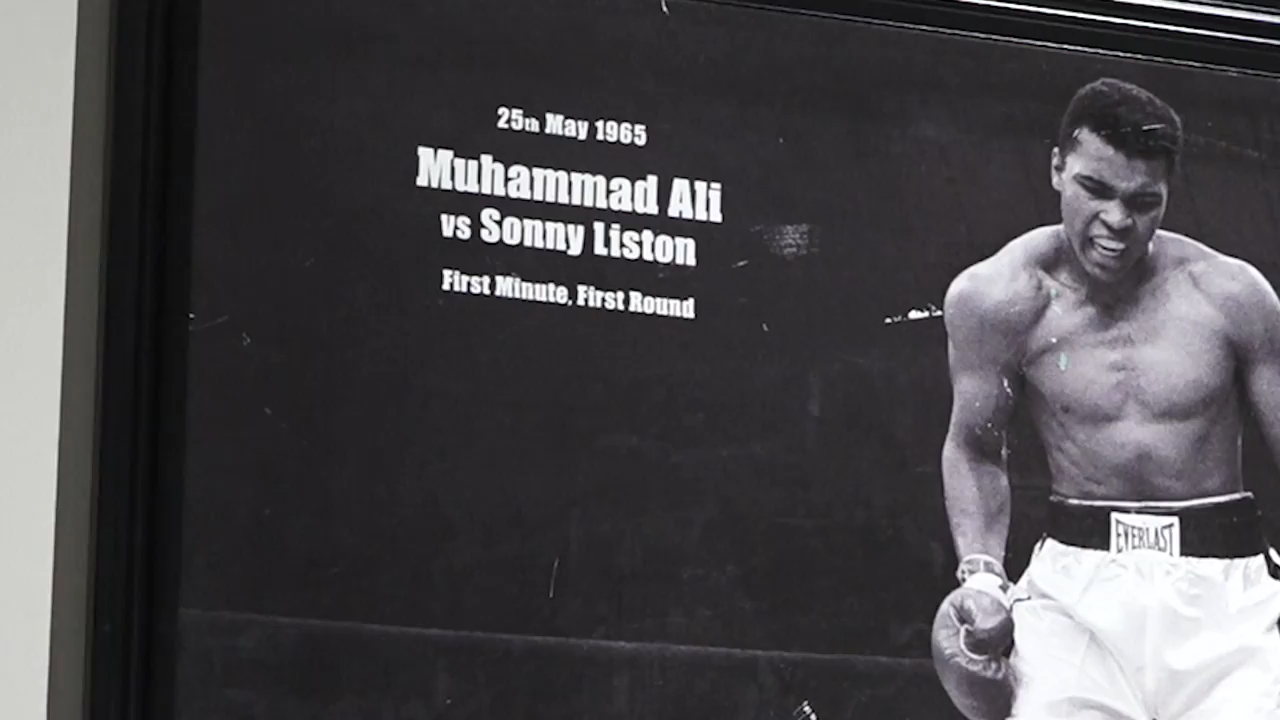 25th May 1965
Muhammad Ali
vs Sonny Liston
First Minute, First Round
EVERLAST